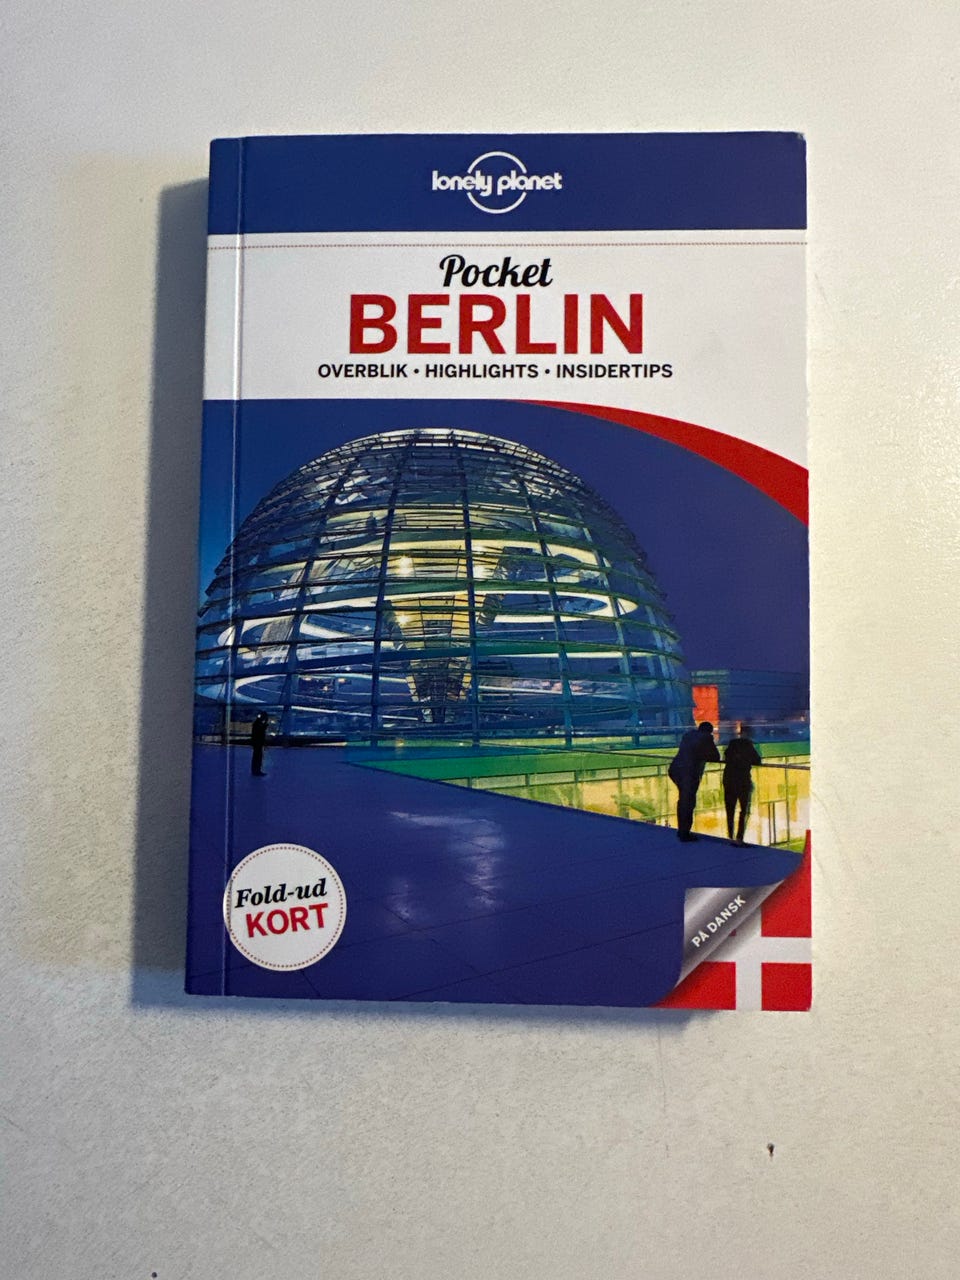 lonely planet
Pocket
BERLIN
OVERBLIK • HIGHLIGHTS • INSIDERTIPS
Fold-ud
KORT
PÅ DANSK